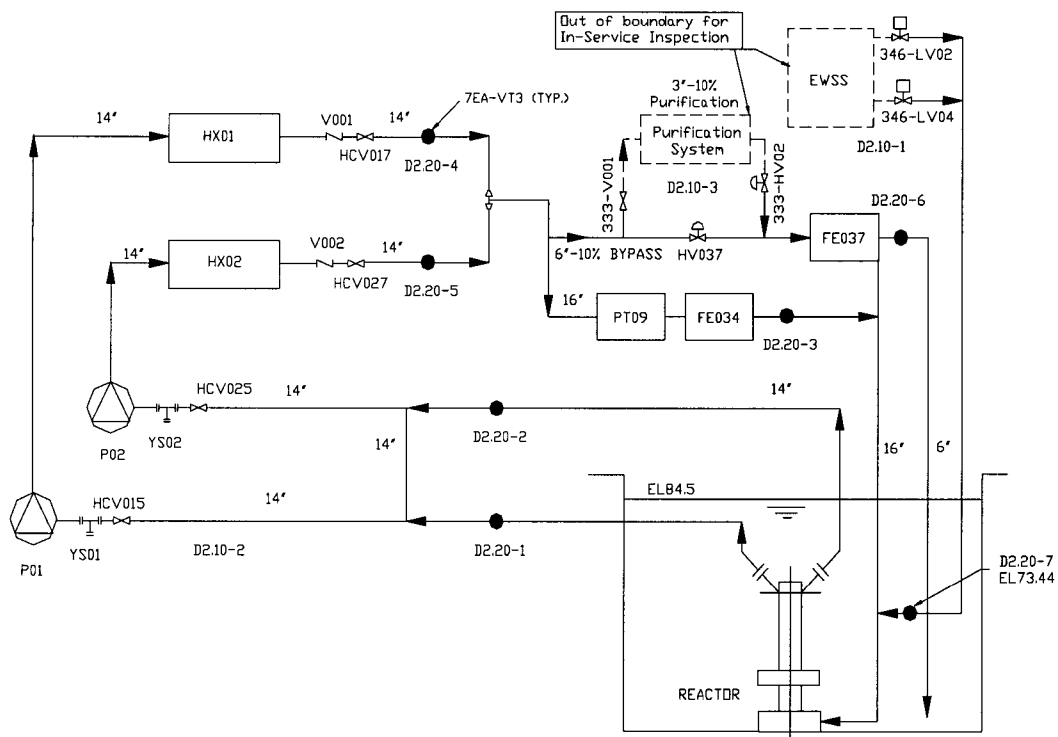 Out of boundary for
In-Service Inspection
346-LV02
EWSS
346-LV04
D2.10-1
7EA-VT3 (TYP.)
3"-10%
Purification
Purification
System
D2.10-3
333-V001
333-HV02
14"
HX01
V001
HCV017
14"
D2.20-4
D2.20-6
FE037
6"-10% BYPASS
HV037
14"
HX02
V002
HCV027
14"
D2.20-5
16"
PT09
FE034
D2.20-3
HCV025
14"
14"
P02
YS02
D2.20-2
14"
16"
6"
EL84.5
HCV015
14"
P01
YS01
D2.10-2
D2.20-1
D2.20-7
EL73.44
REACTOR